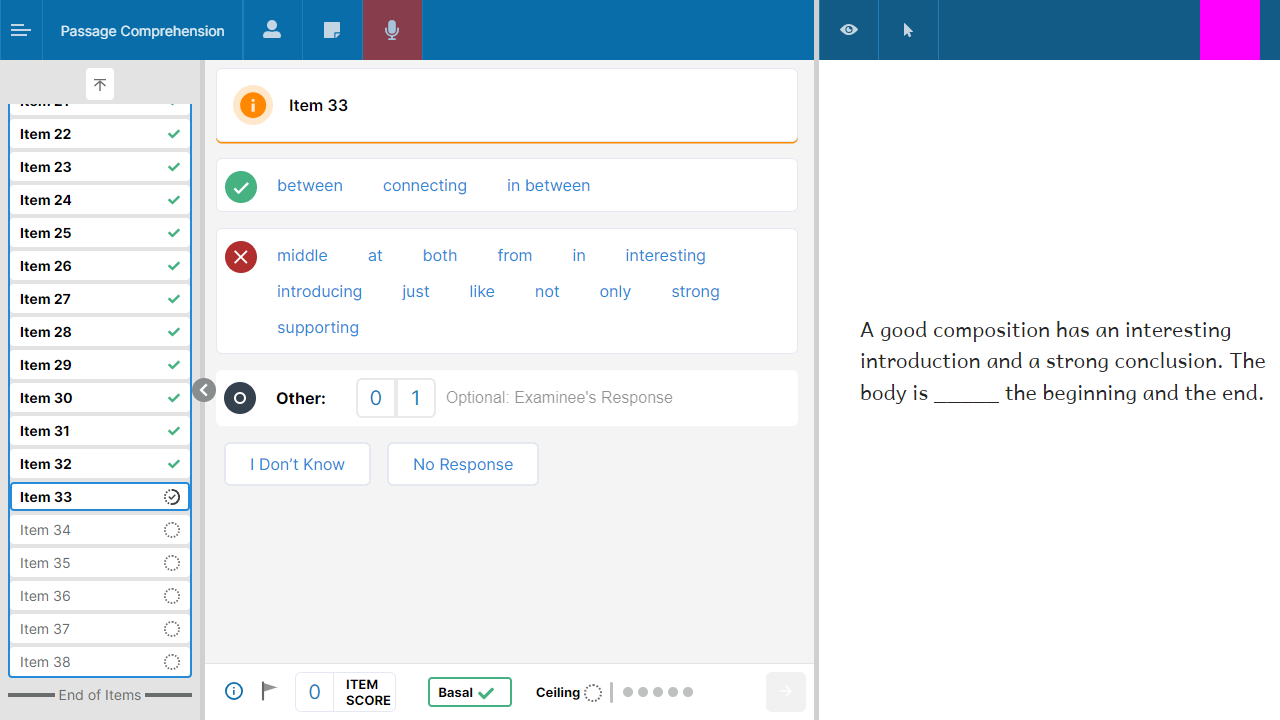 Passage Comprehension
Item 22
Item 23
Item 24
Item 25
Item 26
Item 27
Item 28
Item 29
Item 30
Item 31
Item 32
Item 33
Item 34
Item 35
Item 36
Item 37
Item 38
End of Items
Item 33
between connecting in between
middle at both from in interesting
introducing just like not only strong
supporting
Other: 0 1 Optional: Examinee's Response
I Don't Know No Response
0 ITEM SCORE Basal Ceiling
A good composition has an interesting
introduction and a strong conclusion. The
body is ______ the beginning and the end.